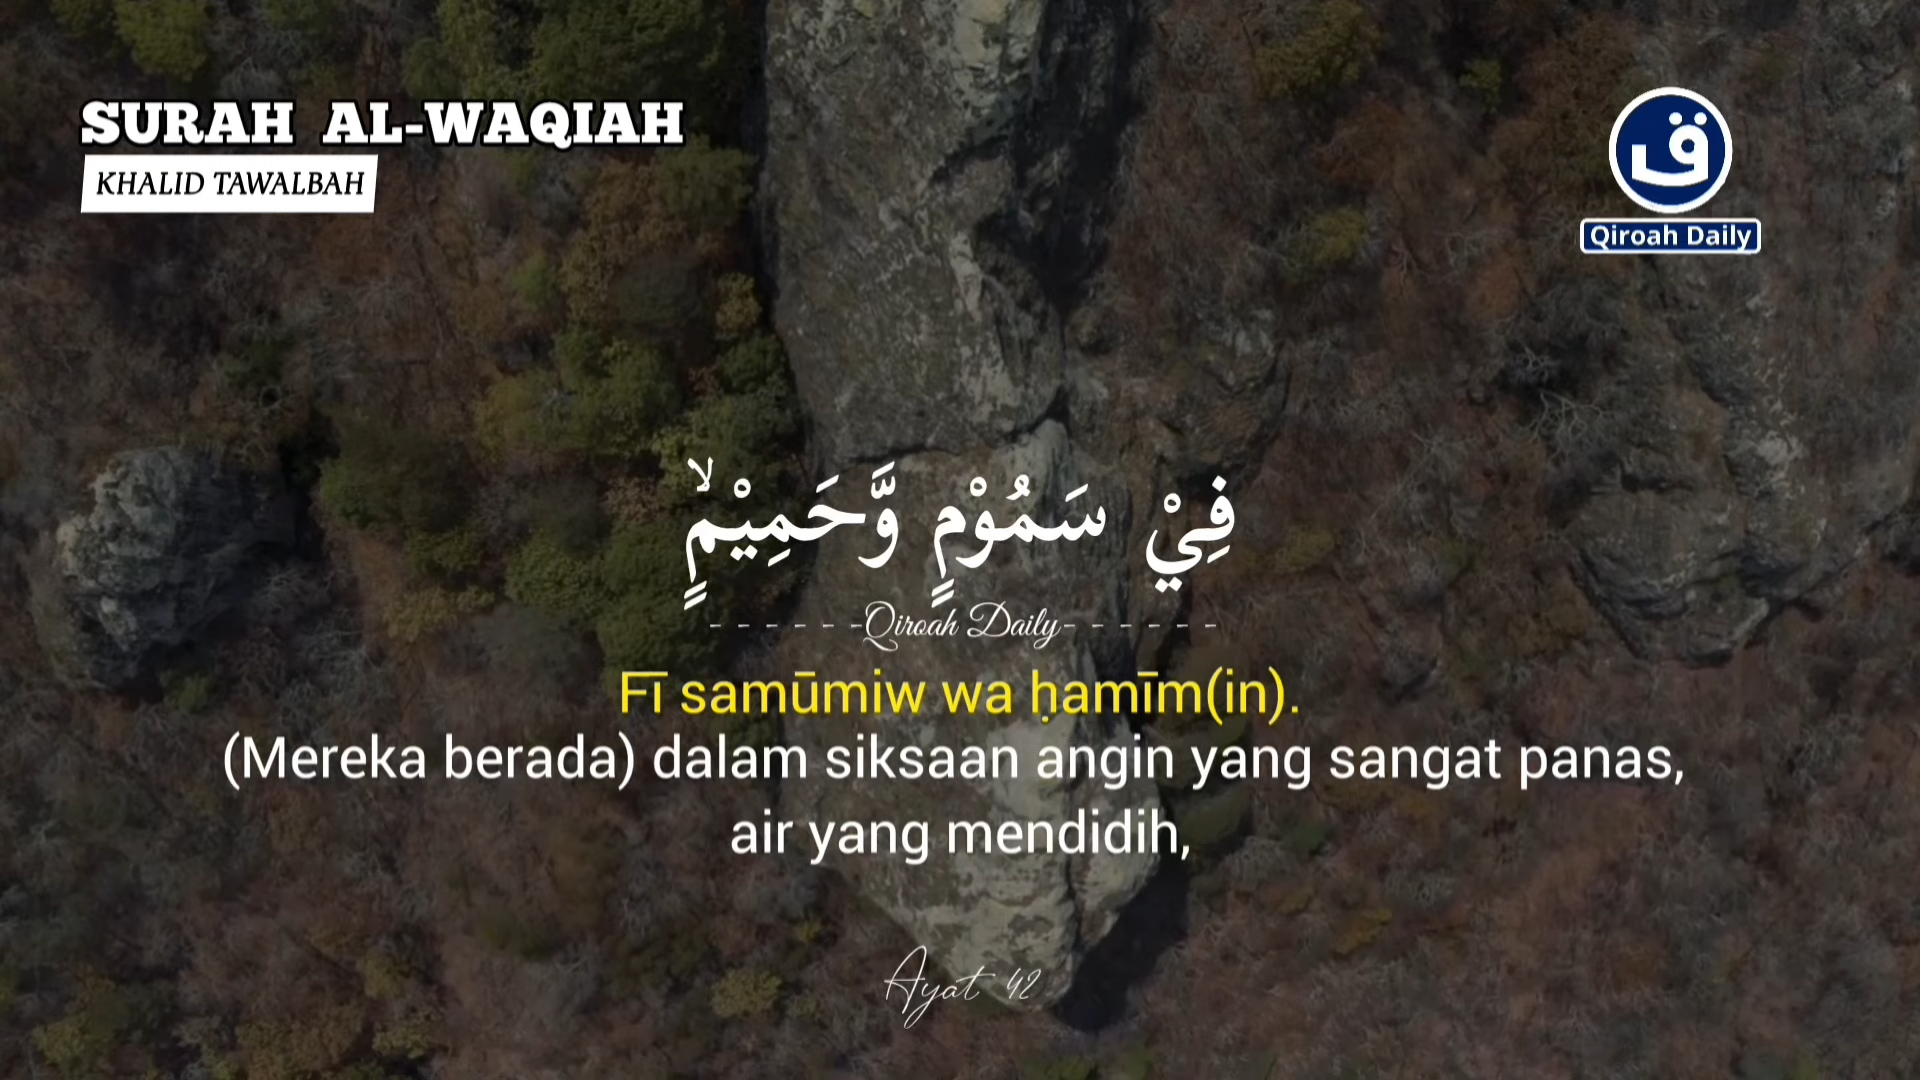 SURAH AL-WAQIAH
KHALID TAWALBAH
ق
Qiroah Daily
فِيْ سَمُوْمٍ وَّحَمِيْمٍۙ
- - - - - -Qiroah Daily- - - - - -
Fī samūmiw wa ḥamīm(in).
(Mereka berada) dalam siksaan angin yang sangat panas,
air yang mendidih,
Ayat 42